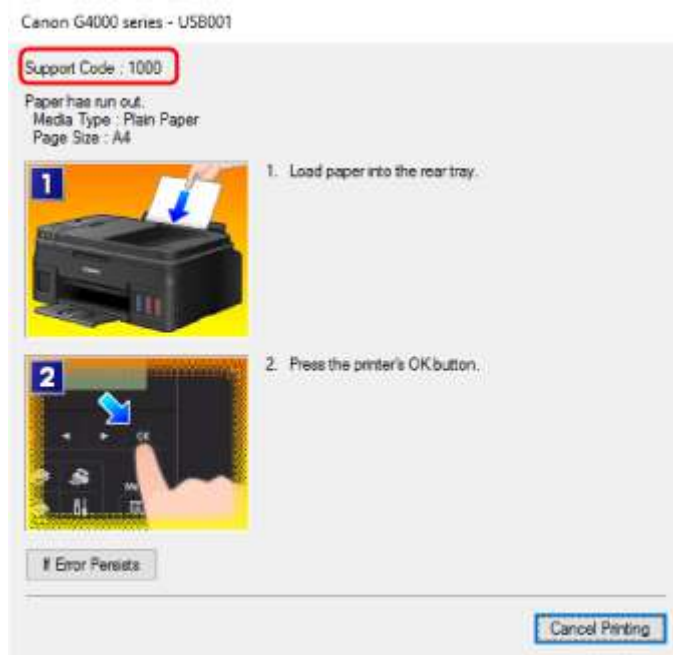 Canon G4000 series - USB001
Support Code : 1000
Paper has run out.
Media Type : Plain Paper
Page Size : A4
1
1. Load paper into the rear tray.
2
2. Press the printer's OK button.
OK
If Error Persists
Cancel Printing